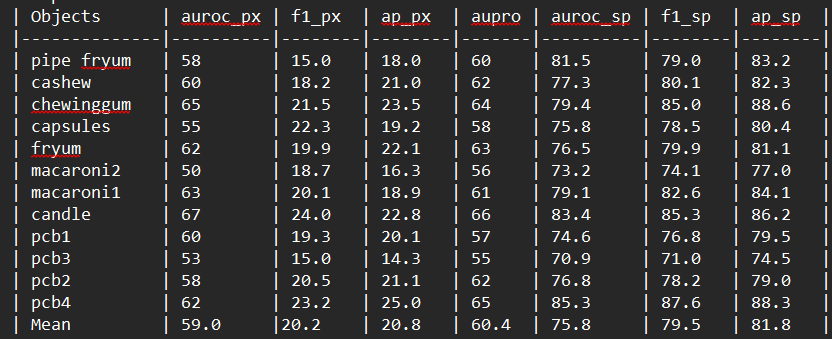 | Objects | auroc_px | f1_px | ap_px | aupro | auroc_sp | f1_sp | ap_sp |
|---------------|----------|--------|-------|-------|----------|--------|--------|
| pipe fryum | 58 | 15.0 | 18.0 | 60 | 81.5 | 79.0 | 83.2 |
| cashew | 60 | 18.2 | 21.0 | 62 | 77.3 | 80.1 | 82.3 |
| chewinggum | 65 | 21.5 | 23.5 | 64 | 79.4 | 85.0 | 88.6 |
| capsules | 55 | 22.3 | 19.2 | 58 | 75.8 | 78.5 | 80.4 |
| fryum | 62 | 19.9 | 22.1 | 63 | 76.5 | 79.9 | 81.1 |
| macaroni2 | 50 | 18.7 | 16.3 | 56 | 73.2 | 74.1 | 77.0 |
| macaroni1 | 63 | 20.1 | 18.9 | 61 | 79.1 | 82.6 | 84.1 |
| candle | 67 | 24.0 | 22.8 | 66 | 83.4 | 85.3 | 86.2 |
| pcb1 | 60 | 19.3 | 20.1 | 57 | 74.6 | 76.8 | 79.5 |
| pcb3 | 53 | 15.0 | 14.3 | 55 | 70.9 | 71.0 | 74.5 |
| pcb2 | 58 | 20.5 | 21.1 | 62 | 76.8 | 78.2 | 79.0 |
| pcb4 | 62 | 23.2 | 25.0 | 65 | 85.3 | 87.6 | 88.3 |
| Mean | 59.0 |20.2 | 20.8 | 60.4 | 75.8 | 79.5 | 81.8 |